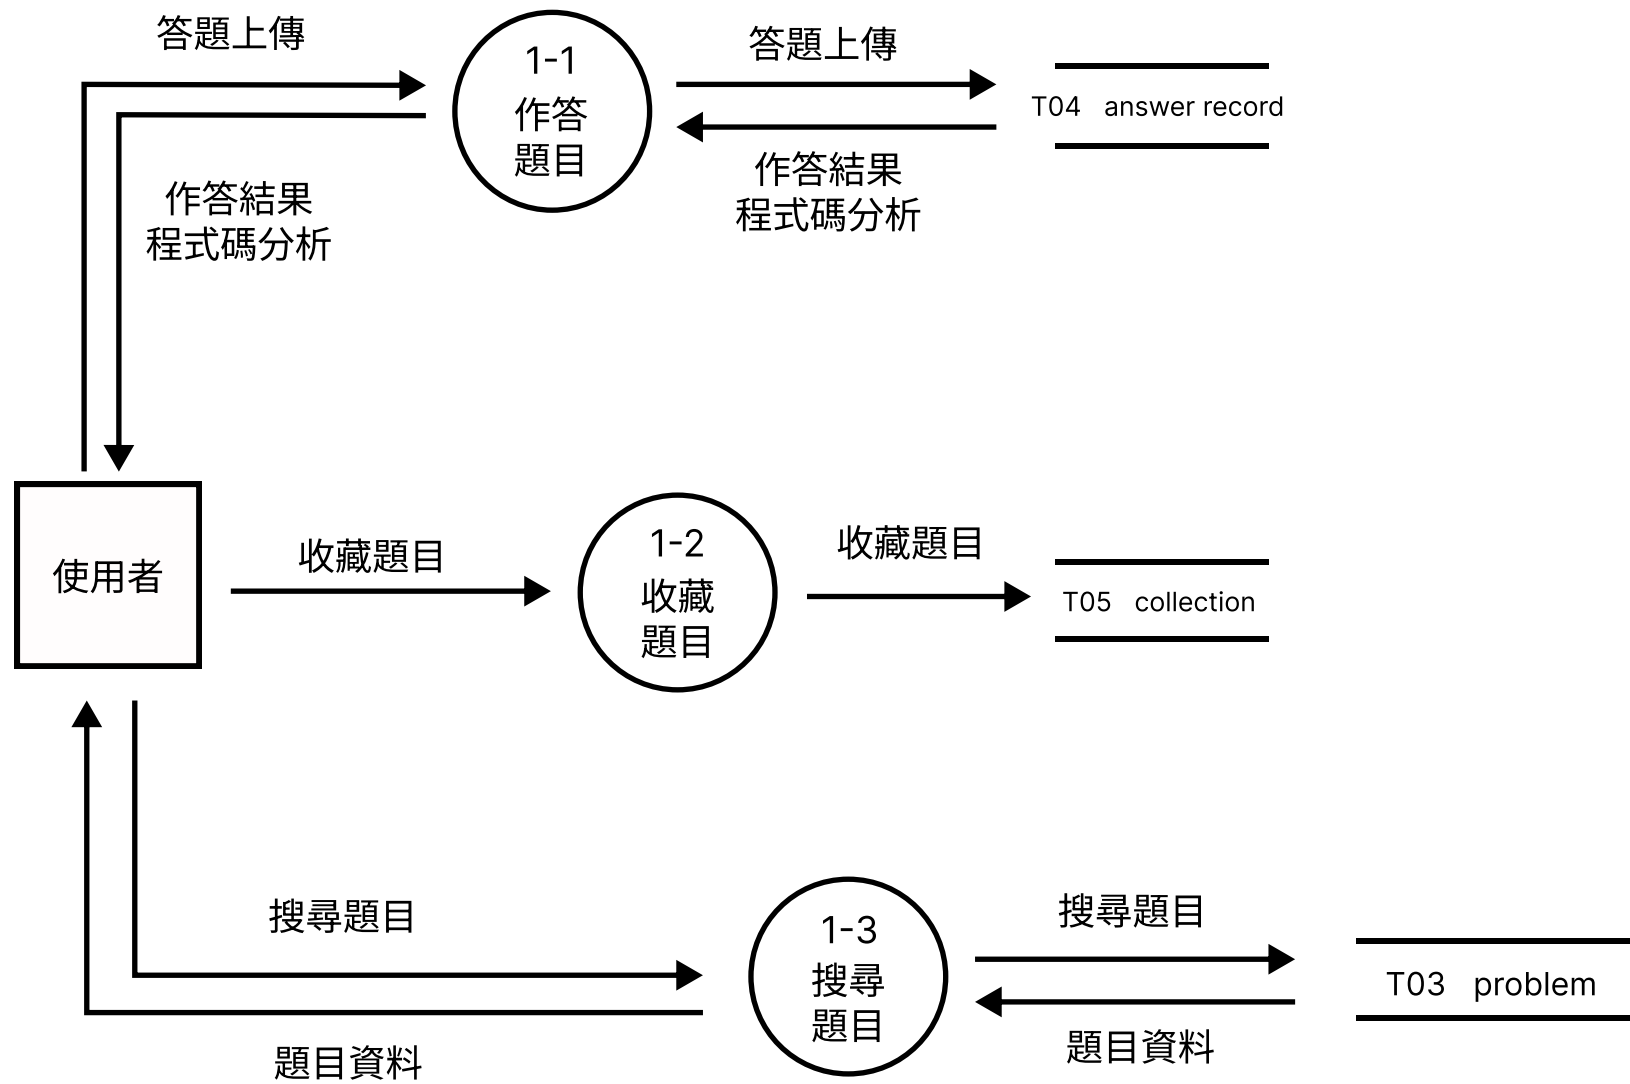 答題上傳
1-1
作答
題目
答題上傳
T04 answer record
作答結果
程式碼分析
作答結果
程式碼分析
使用者
收藏題目
1-2
收藏
題目
收藏題目
T05 collection
搜尋題目
1-3
搜尋
題目
搜尋題目
T03 problem
題目資料
題目資料